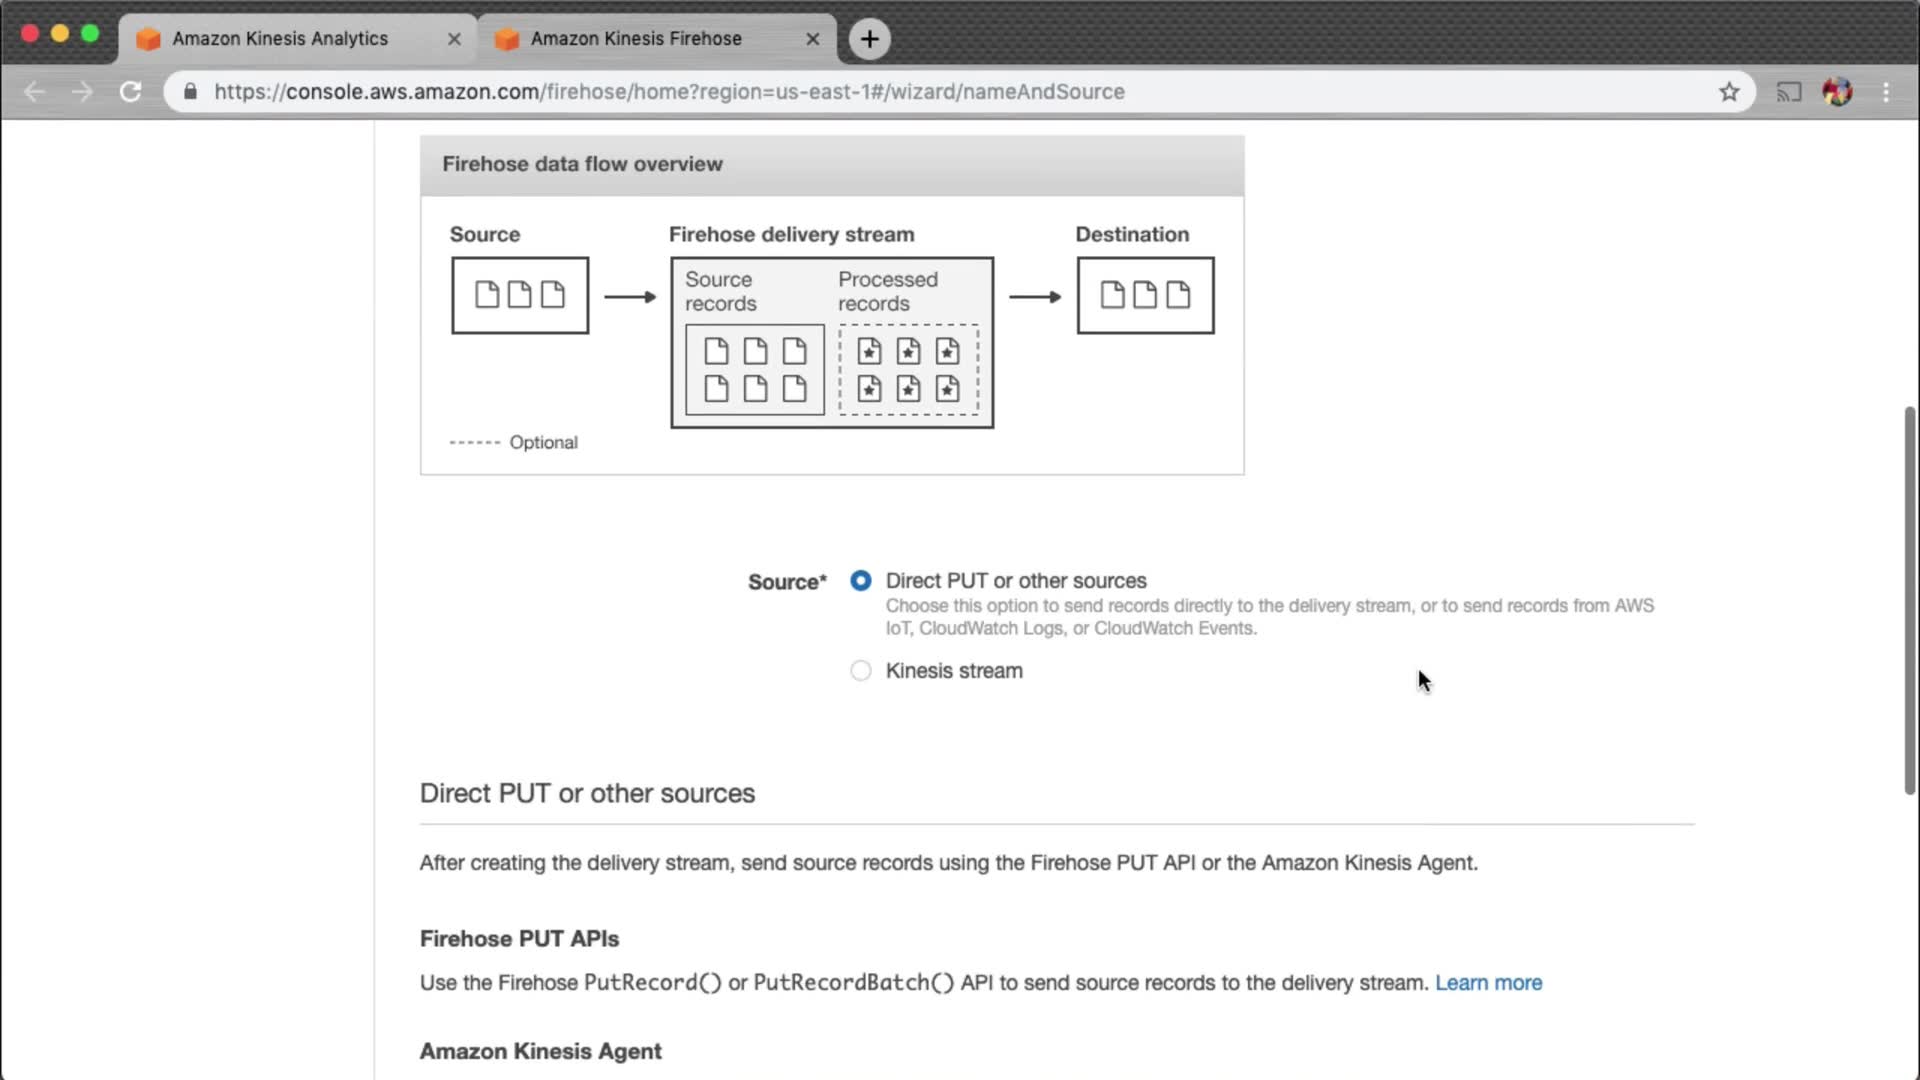 Amazon Kinesis Analytics
Amazon Kinesis Firehose
https://console.aws.amazon.com/firehose/home?region=us-east-1#/wizard/nameAndSource
Firehose data flow overview
Source
Firehose delivery stream
Destination
Source
records
Processed
records
Optional
Source*
Direct PUT or other sources
Choose this option to send records directly to the delivery stream, or to send records from AWS
IoT, CloudWatch Logs, or CloudWatch Events.
Kinesis stream
Direct PUT or other sources
After creating the delivery stream, send source records using the Firehose PUT API or the Amazon Kinesis Agent.
Firehose PUT APIs
Use the Firehose PutRecord() or PutRecordBatch() API to send source records to the delivery stream. Learn more
Amazon Kinesis Agent